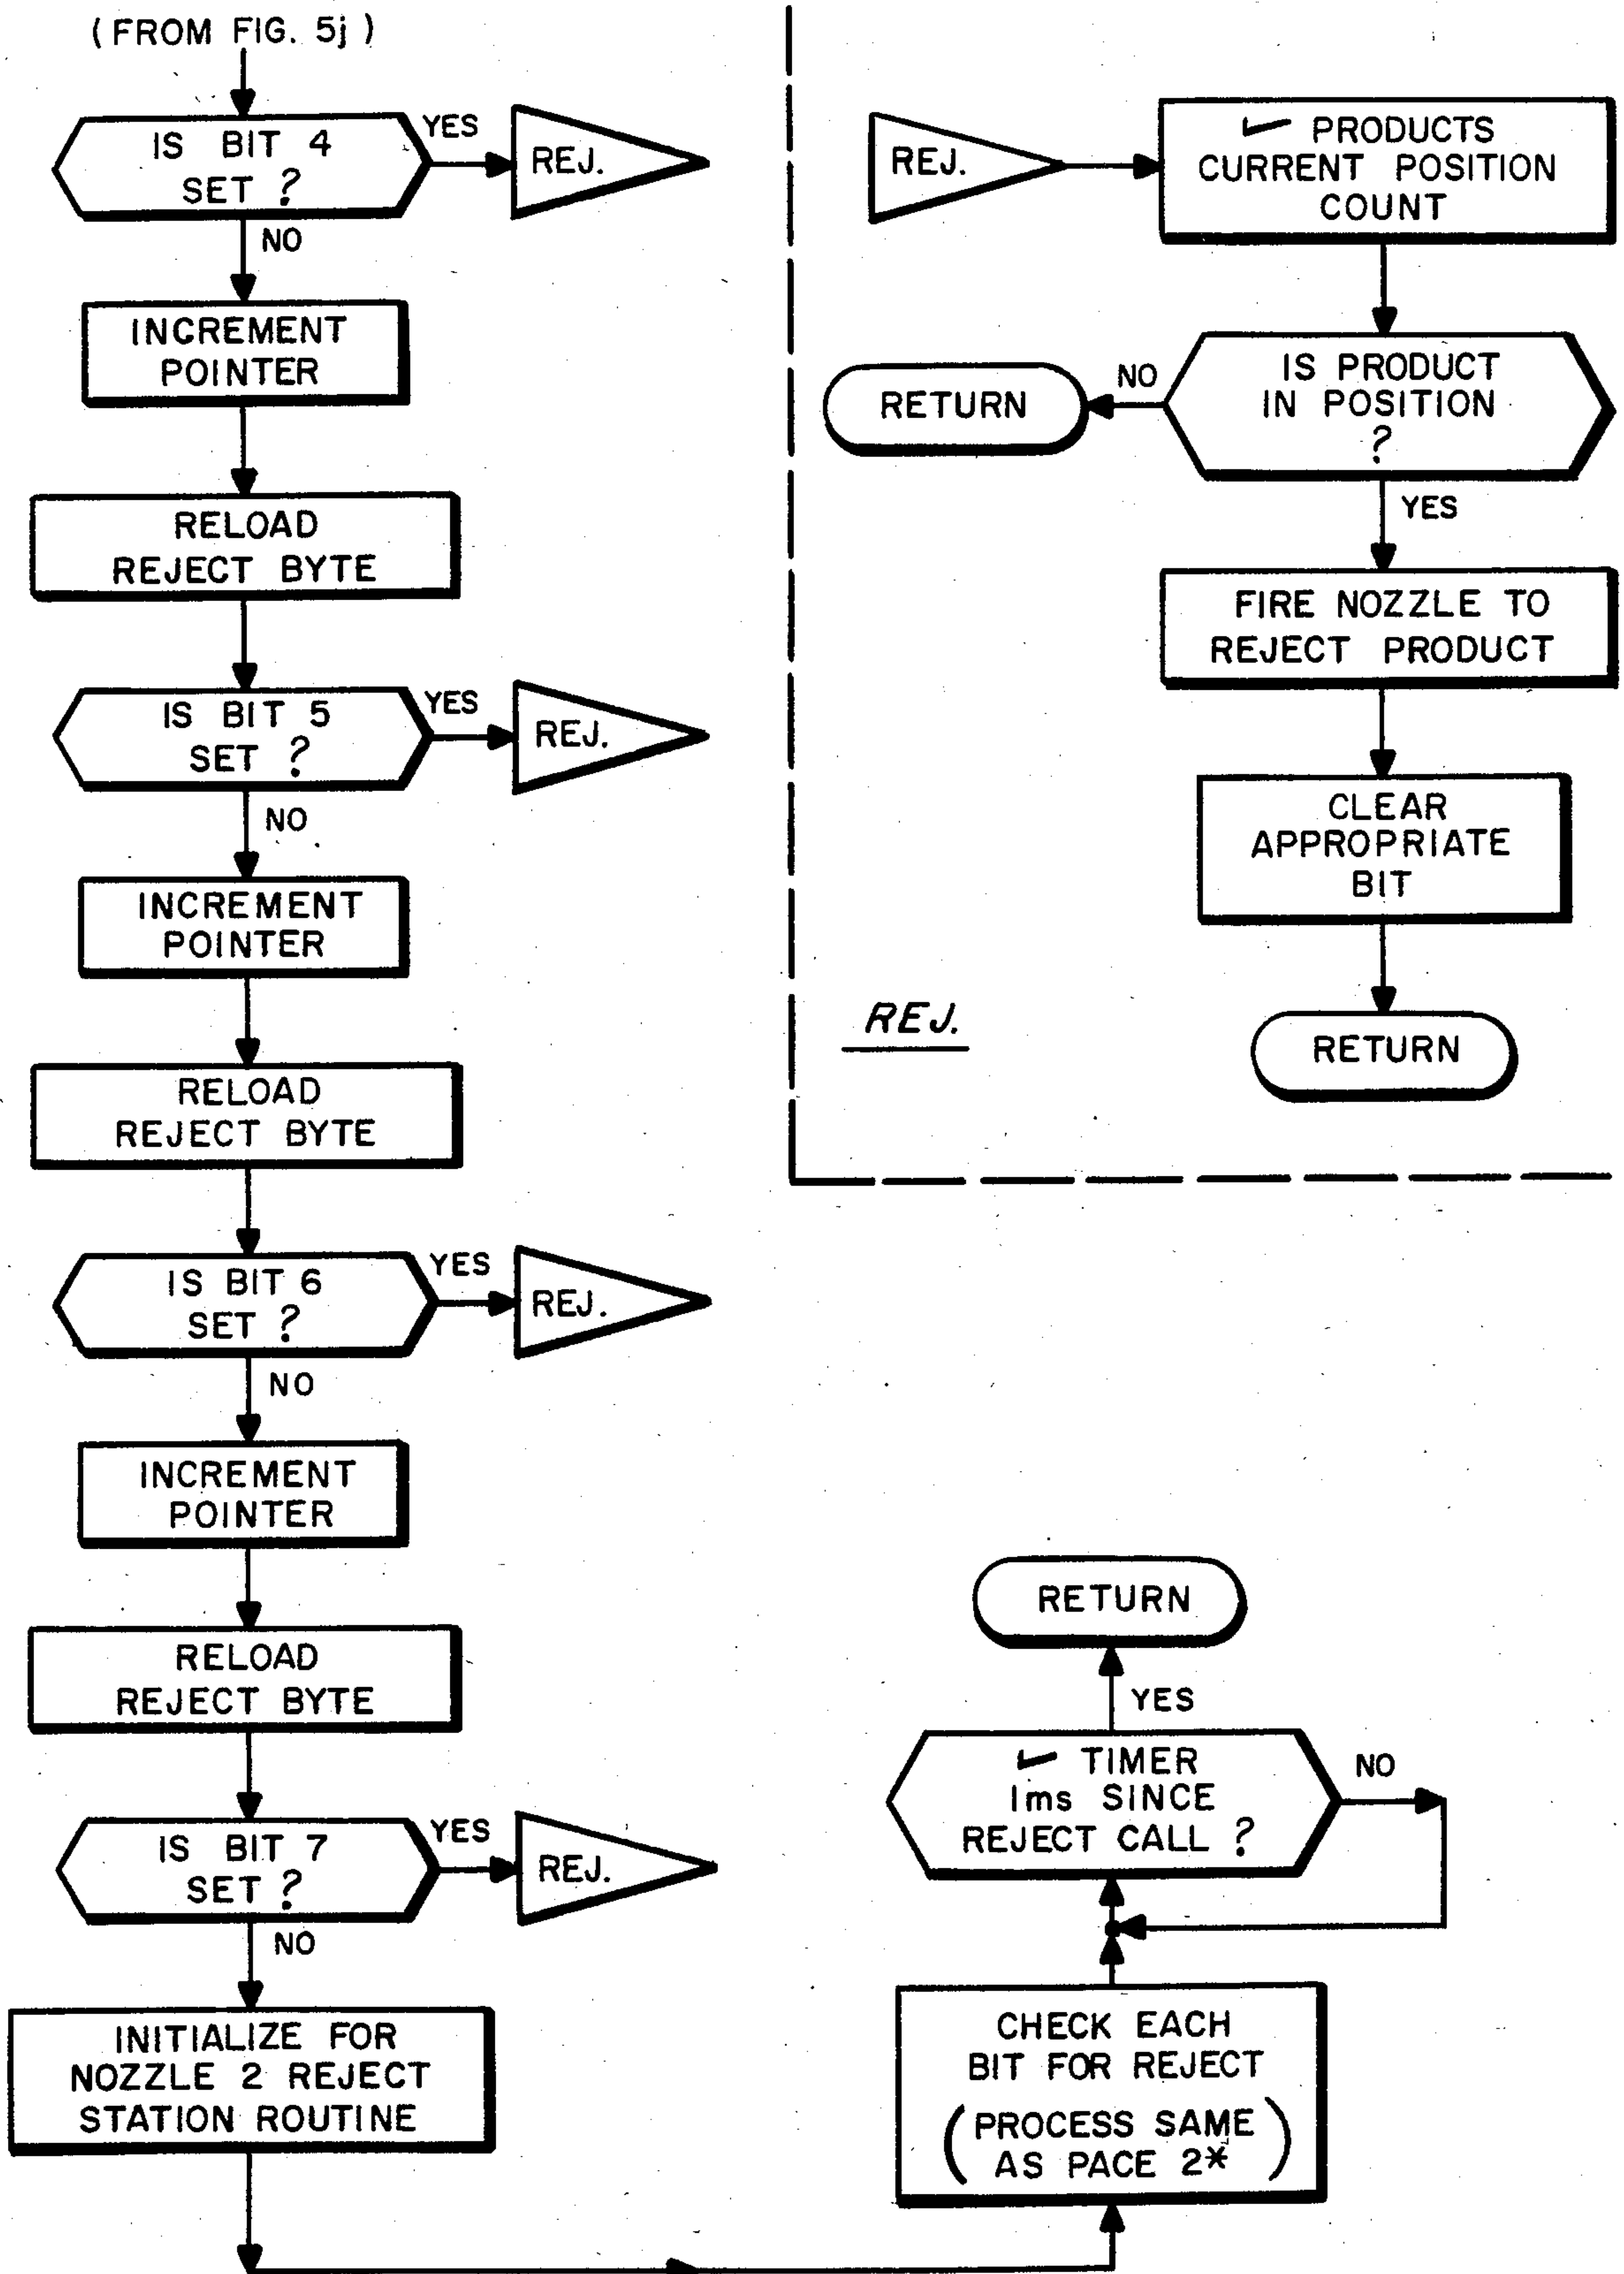 ( FROM FIG. 5j )
IS BIT 4
SET ?
YES
REJ.
NO
INCREMENT
POINTER
RELOAD
REJECT BYTE
IS BIT 5
SET ?
YES
REJ.
NO
INCREMENT
POINTER
RELOAD
REJECT BYTE
IS BIT 6
SET ?
YES
REJ.
NO
INCREMENT
POINTER
RELOAD
REJECT BYTE
IS BIT 7
SET ?
YES
REJ.
NO
INITIALIZE FOR
NOZZLE 2 REJECT
STATION ROUTINE
REJ.
✓ PRODUCTS
CURRENT POSITION
COUNT
IS PRODUCT
IN POSITION
?
NO
RETURN
YES
FIRE NOZZLE TO
REJECT PRODUCT
CLEAR
APPROPRIATE
BIT
RETURN
REJ.
RETURN
YES
✓ TIMER
1ms SINCE
REJECT CALL ?
NO
CHECK EACH
BIT FOR REJECT
(PROCESS SAME
AS PACE 2*)